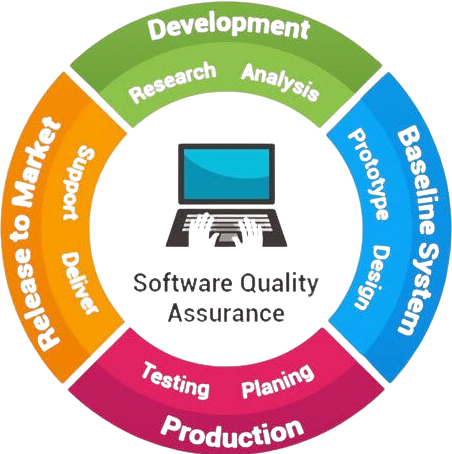 Development
Research Analysis
Baseline System
Prototype Design
Production
Testing Planing
Release to Market
Support Deliver
Software Quality
Assurance